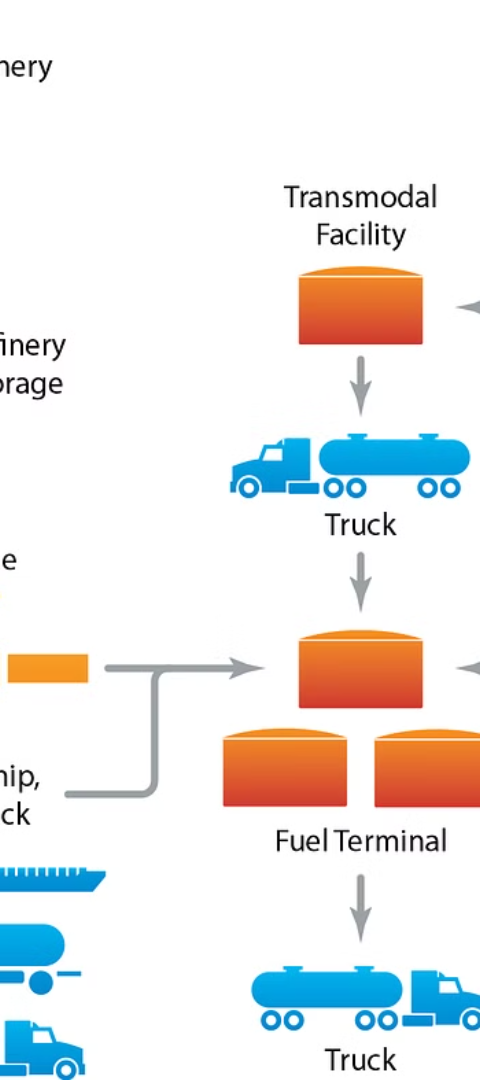 nery
Transmodal
Facility
finery
orage
Truck
e
hip,
ck
Fuel Terminal
Truck